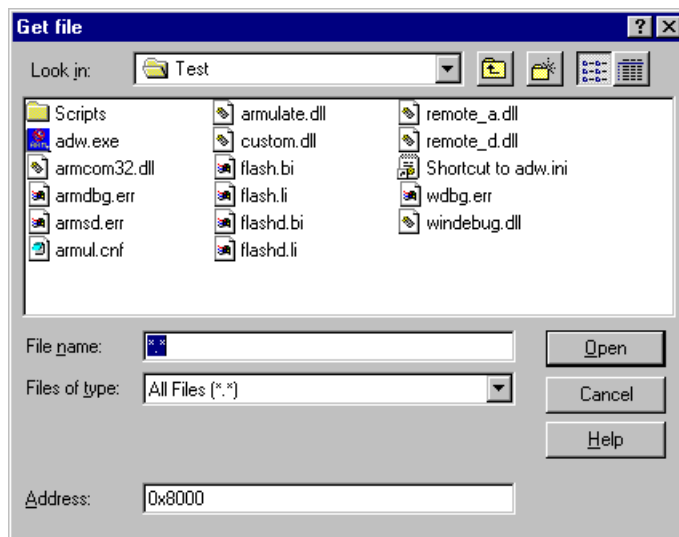 Get file
Look in: Test
Scripts armulate.dll remote_a.dll
adw.exe custom.dll remote_d.dll
armcom32.dll flash.bi Shortcut to adw.ini
armdbg.err flash.li wdbg.err
armsd.err flashd.bi windebug.dll
armul.cnf flashd.li
File name: *.* Open
Files of type: All Files (*.*) Cancel
Help
Address: 0x8000